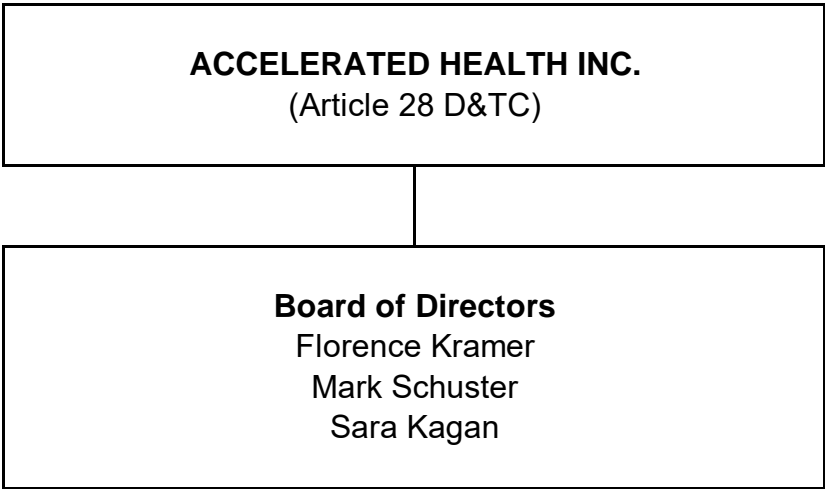 ACCELERATED HEALTH INC.
(Article 28 D&TC)
Board of Directors
Florence Kramer
Mark Schuster
Sara Kagan